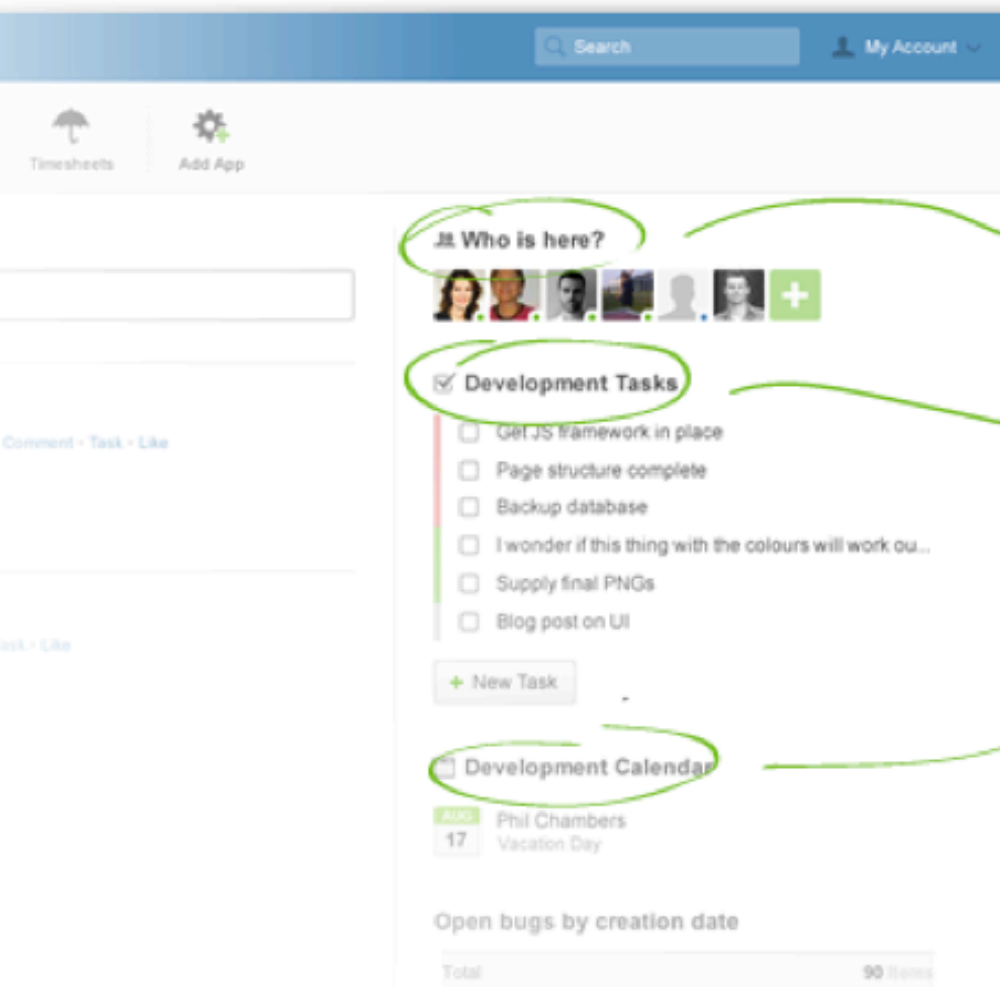 Search
My Account
Timesheets
Add App
Who is here?
Development Tasks
Get JS framework in place
Page structure complete
Backup database
I wonder if this thing with the colours will work ou...
Supply final PNGs
Blog post on UI
+ New Task
Comment • Task • Like
Task • Like
Development Calendar
AUG
17
Phil Chambers
Vacation Day
Open bugs by creation date
Total
90 Items